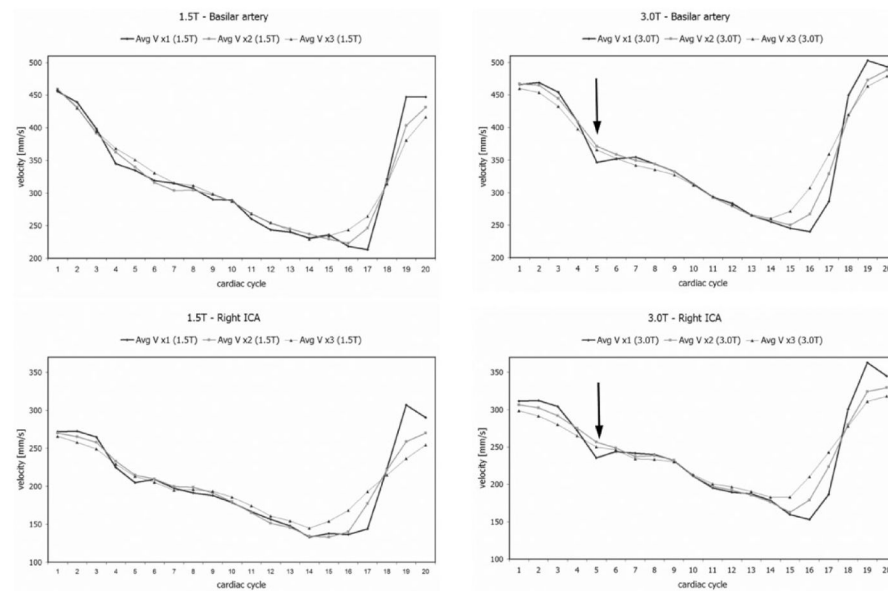 1.5T - Basilar artery
Avg V x1 (1.5T) Avg V x2 (1.5T) Avg V x3 (1.5T)
velocity [mm/s]
500
450
400
350
300
250
200
1 2 3 4 5 6 7 8 9 10 11 12 13 14 15 16 17 18 19 20
cardiac cycle
3.0T - Basilar artery
Avg V x1 (3.0T) Avg V x2 (3.0T) Avg V x3 (3.0T)
velocity [mm/s]
500
450
400
350
300
250
200
1 2 3 4 5 6 7 8 9 10 11 12 13 14 15 16 17 18 19 20
cardiac cycle
1.5T - Right ICA
Avg V x1 (1.5T) Avg V x2 (1.5T) Avg V x3 (1.5T)
velocity [mm/s]
350
300
250
200
150
100
1 2 3 4 5 6 7 8 9 10 11 12 13 14 15 16 17 18 19 20
cardiac cycle
3.0T - Right ICA
Avg V x1 (3.0T) Avg V x2 (3.0T) Avg V x3 (3.0T)
velocity [mm/s]
350
300
250
200
150
100
1 2 3 4 5 6 7 8 9 10 11 12 13 14 15 16 17 18 19 20
cardiac cycle